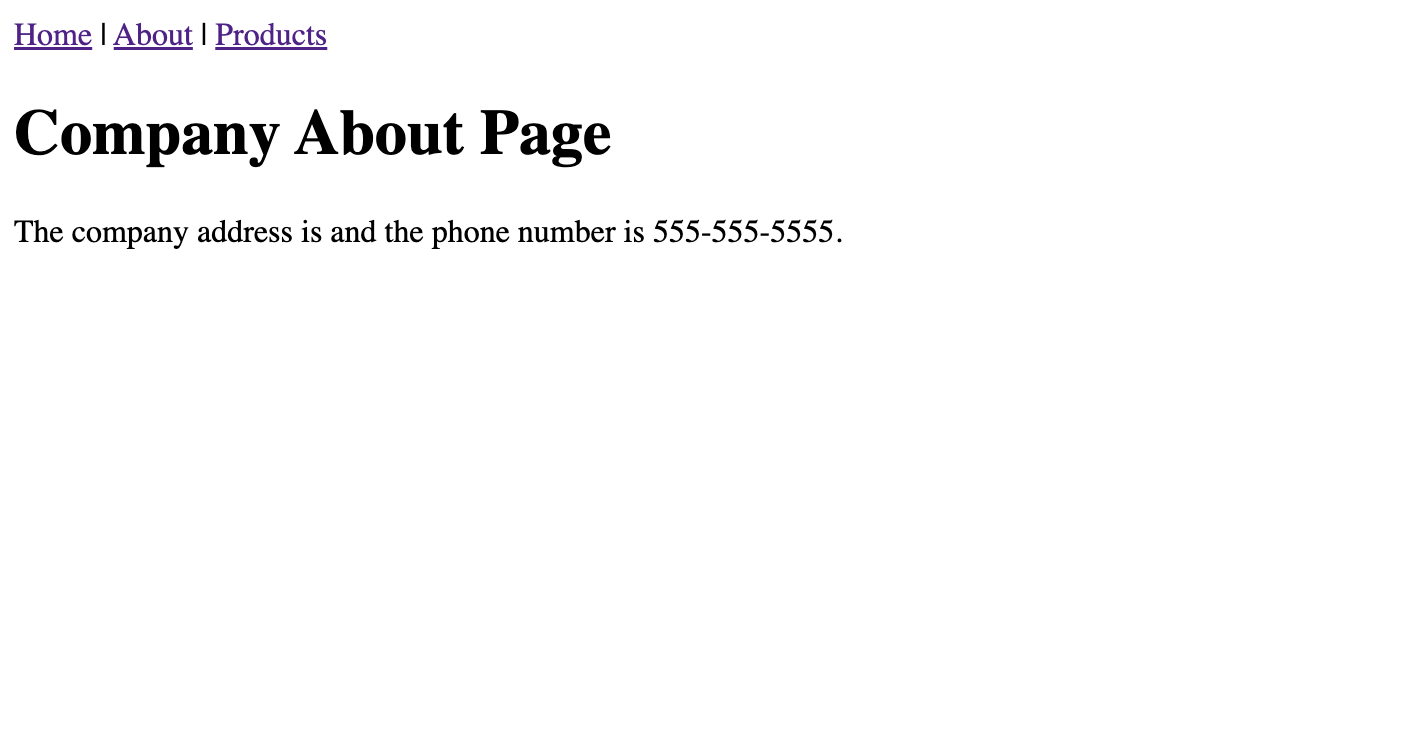 Home | About | Products
Company About Page
The company address is and the phone number is 555-555-5555.